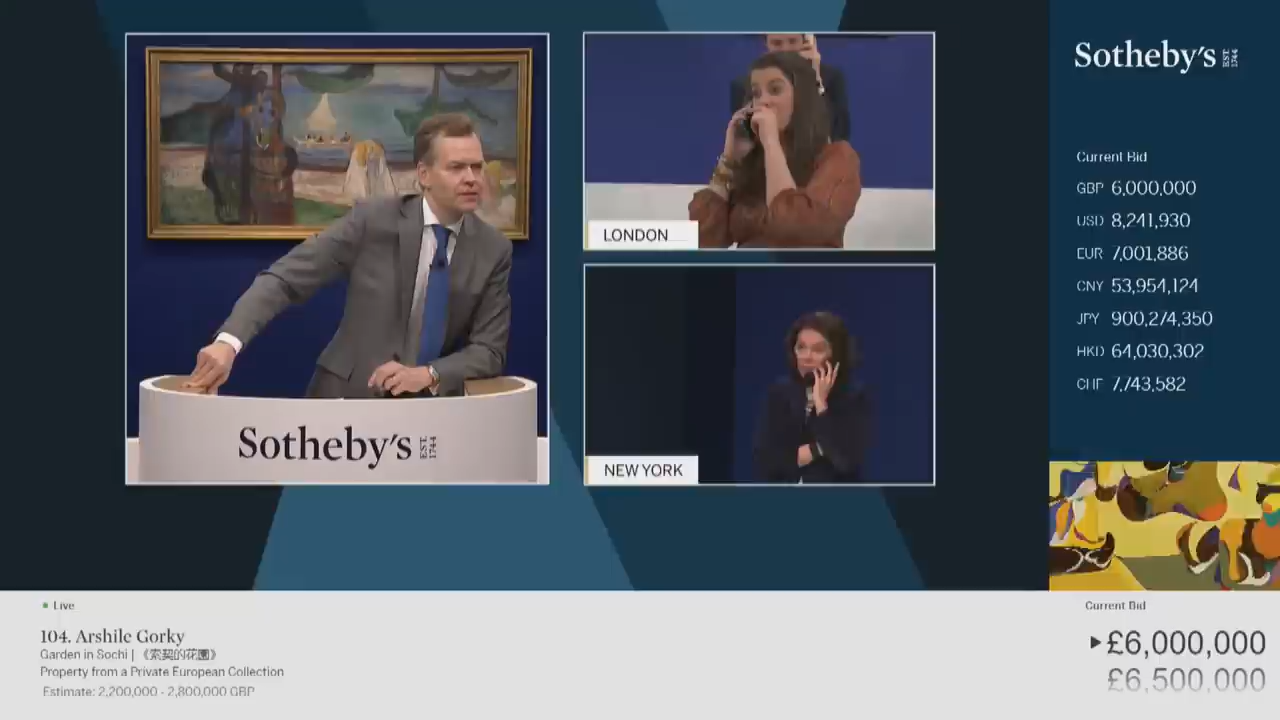 Sotheby's EST. 1744
Current Bid
GBP 6,000,000
USD 8,241,930
EUR 7,001,886
CNY 53,954,124
JPY 900,274,350
HKD 64,030,302
CHF 7,743,582
LONDON
NEW YORK
Sotheby's EST. 1744
Live
104. Arshile Gorky
Garden in Sochi | 《索契的花園》
Property from a Private European Collection
Estimate: 2,200,000 - 2,800,000 GBP
Current Bid
£6,000,000
£6,500,000